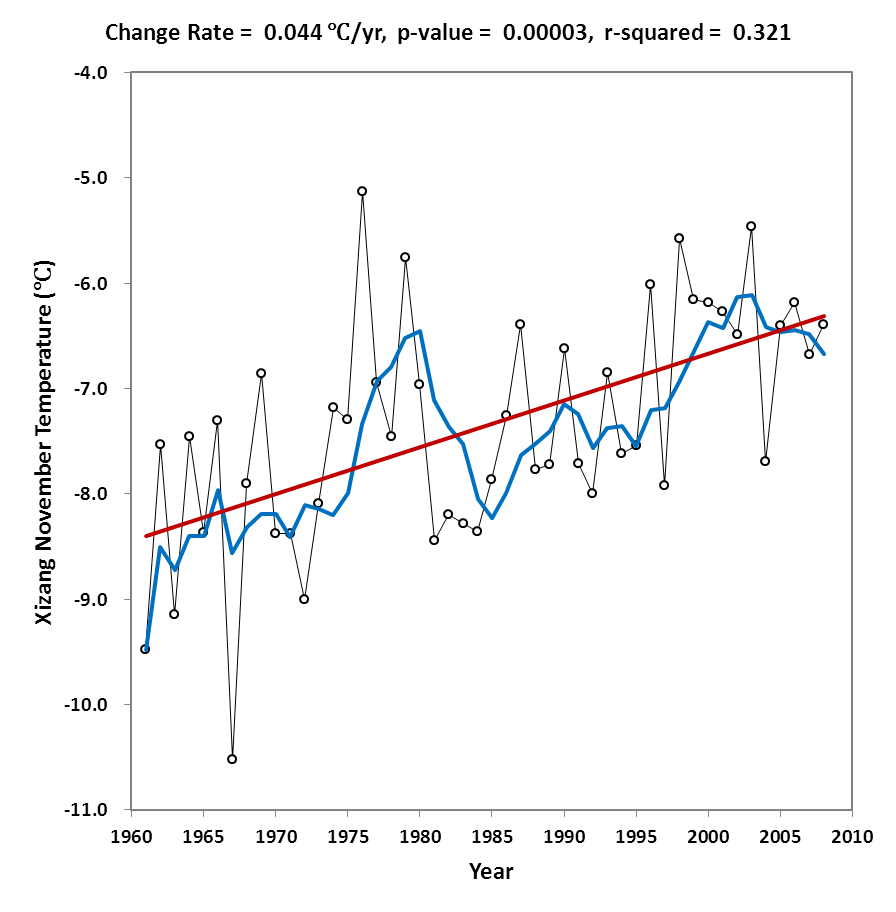 Change Rate = 0.044 ℃/yr, p-value = 0.00003, r-squared = 0.321
-4.0
-5.0
-6.0
-7.0
-8.0
-9.0
-10.0
-11.0
Xizang November Temperature (℃)
1960 1965 1970 1975 1980 1985 1990 1995 2000 2005 2010
Year